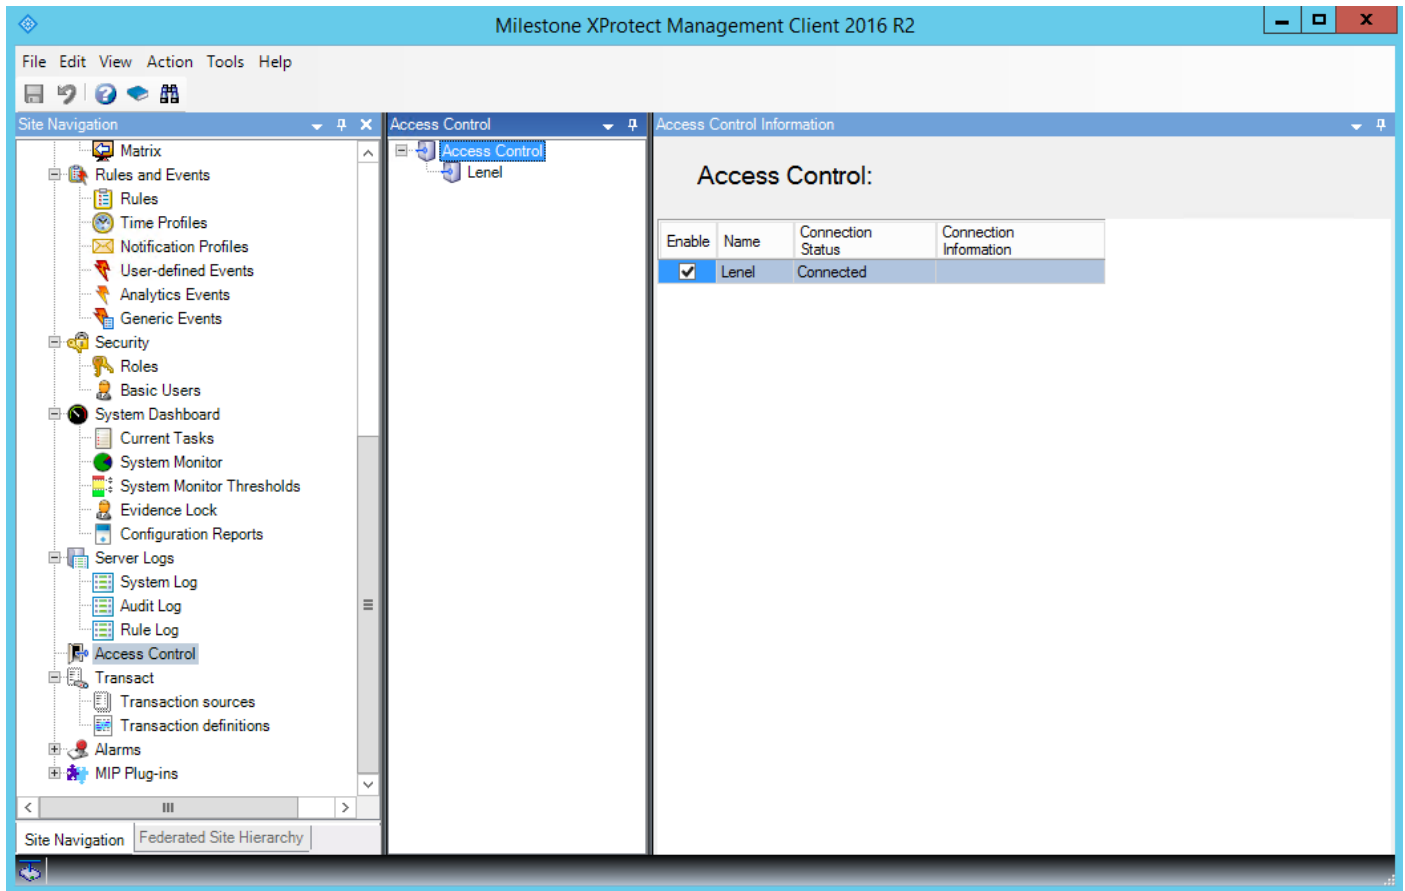 Milestone XProtect Management Client 2016 R2
File Edit View Action Tools Help
Site Navigation
Matrix
Rules and Events
Rules
Time Profiles
Notification Profiles
User-defined Events
Analytics Events
Generic Events
Security
Roles
Basic Users
System Dashboard
Current Tasks
System Monitor
System Monitor Thresholds
Evidence Lock
Configuration Reports
Server Logs
System Log
Audit Log
Rule Log
Access Control
Transact
Transaction sources
Transaction definitions
Alarms
MIP Plug-ins
Site Navigation Federated Site Hierarchy
Access Control
Access Control
Lenel
Access Control Information
Access Control:
Enable Name Connection Status Connection Information
Lenel Connected